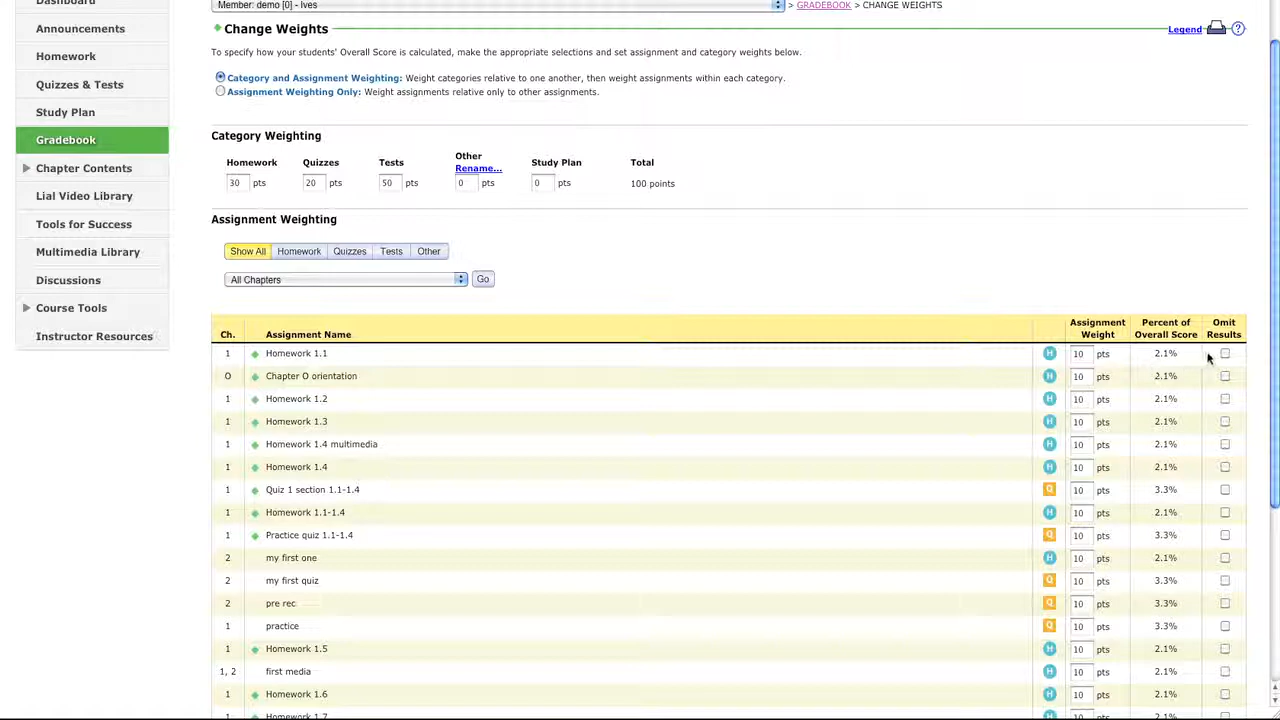 Dashboard
Member: demo [0] - Ives
> GRADEBOOK > CHANGE WEIGHTS
Announcements
Change Weights
Legend
?
Homework
To specify how your students' Overall Score is calculated, make the appropriate selections and set assignment and category weights below.
Quizzes & Tests
Category and Assignment Weighting: Weight categories relative to one another, then weight assignments within each category.
Assignment Weighting Only: Weight assignments relative only to other assignments.
Study Plan
Gradebook
Category Weighting
Chapter Contents
Homework Quizzes Tests Other Rename... Study Plan Total
30 pts 20 pts 50 pts 0 pts 0 pts 100 points
Lial Video Library
Tools for Success
Assignment Weighting
Multimedia Library
Show All Homework Quizzes Tests Other
Discussions
All Chapters Go
Course Tools
Instructor Resources
Ch. Assignment Name Assignment Weight Percent of Overall Score Omit Results
1 Homework 1.1 H 10 pts 2.1%
O Chapter O orientation H 10 pts 2.1%
1 Homework 1.2 H 10 pts 2.1%
1 Homework 1.3 H 10 pts 2.1%
1 Homework 1.4 multimedia H 10 pts 2.1%
1 Homework 1.4 H 10 pts 2.1%
1 Quiz 1 section 1.1-1.4 Q 10 pts 3.3%
1 Homework 1.1-1.4 H 10 pts 2.1%
1 Practice quiz 1.1-1.4 Q 10 pts 3.3%
2 my first one H 10 pts 2.1%
2 my first quiz Q 10 pts 3.3%
2 pre rec Q 10 pts 3.3%
1 practice Q 10 pts 3.3%
1 Homework 1.5 H 10 pts 2.1%
1, 2 first media H 10 pts 2.1%
1 Homework 1.6 H 10 pts 2.1%
1 Homework 1.7 H 10 pts 2.1%